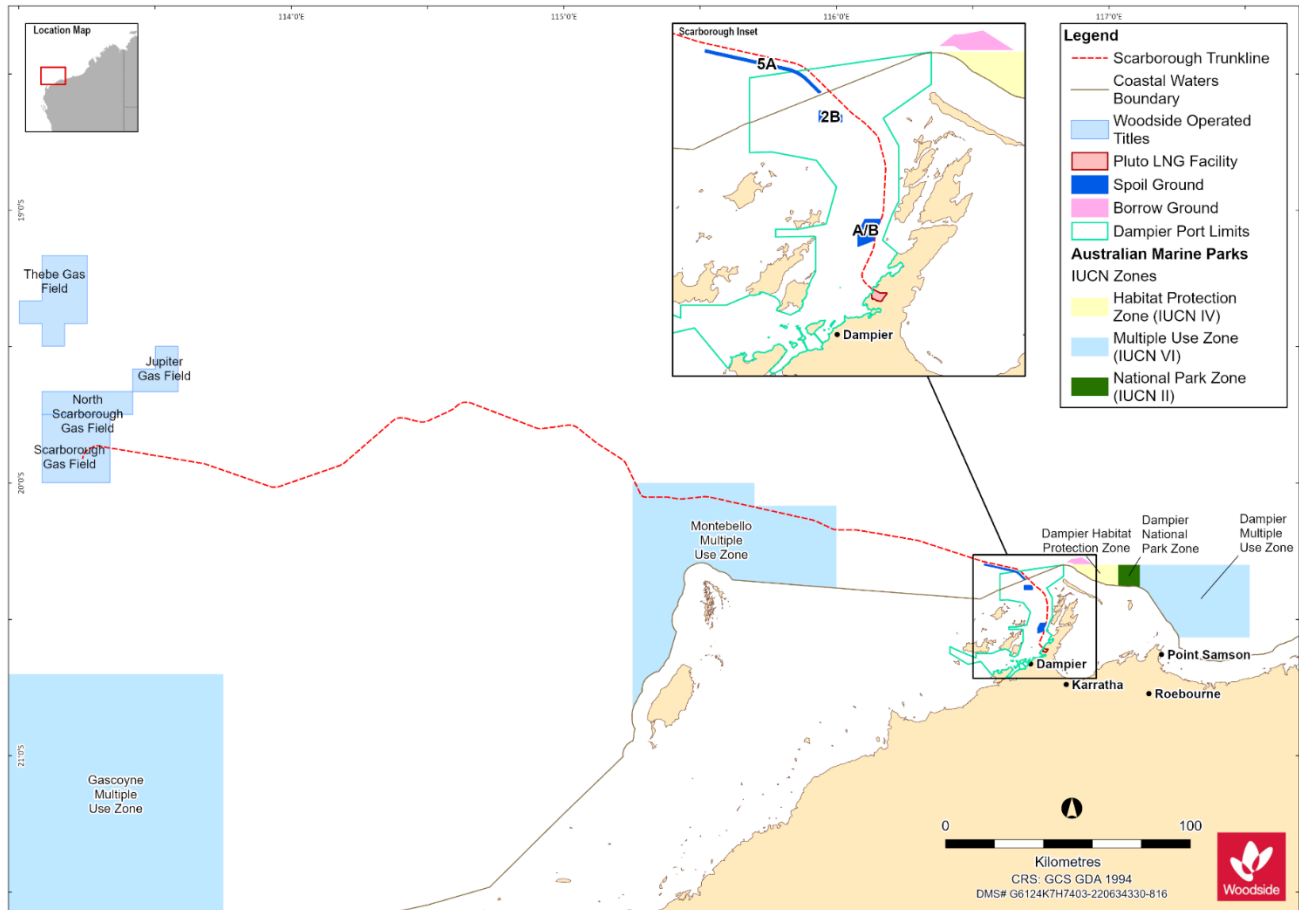 114°0'E
115°0'E
116°0'E
117°0'E
Location Map
Scarborough Inset
5A
2B
A/B
Dampier
Legend
Scarborough Trunkline
Coastal Waters
Boundary
Woodside Operated
Titles
Pluto LNG Facility
Spoil Ground
Borrow Ground
Dampier Port Limits
Australian Marine Parks
IUCN Zones
Habitat Protection
Zone (IUCN IV)
Multiple Use Zone
(IUCN VI)
National Park Zone
(IUCN II)
19°0'S
Thebe Gas
Field
Jupiter
Gas Field
North
Scarborough
Gas Field
Scarborough
Gas Field
20°0'S
Montebello
Multiple
Use Zone
Dampier Habitat
Protection Zone
Dampier
National
Park Zone
Dampier
Multiple
Use Zone
Dampier
Karratha
Point Samson
Roebourne
21°0'S
Gascoyne
Multiple
Use Zone
0
100
Kilometres
CRS: GCS GDA 1994
DMS# G6124K7H7403-220634330-816
Woodside